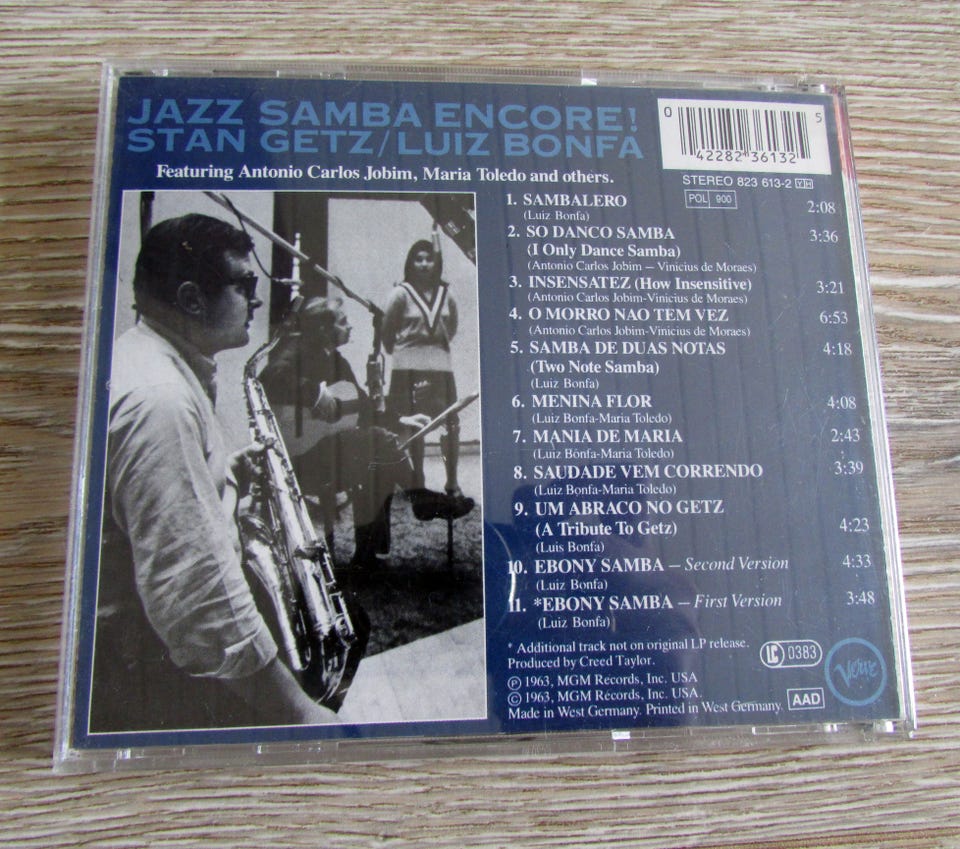 JAZZ SAMBA ENCORE!
STAN GETZ/LUIZ BONFA
Featuring Antonio Carlos Jobim, Maria Toledo and others.
0 42282 36132 5
STEREO 823 613-2 YH
POL 900
1. SAMBALERO 2:08
(Luiz Bonfa)
2. SO DANCO SAMBA 3:36
(I Only Dance Samba)
(Antonio Carlos Jobim – Vinicius de Moraes)
3. INSENSATEZ (How Insensitive) 3:21
(Antonio Carlos Jobim-Vinicius de Moraes)
4. O MORRO NAO TEM VEZ 6:53
(Antonio Carlos Jobim-Vinicius de Moraes)
5. SAMBA DE DUAS NOTAS 4:18
(Two Note Samba)
(Luiz Bonfa)
6. MENINA FLOR 4:08
(Luiz Bonfa-Maria Toledo)
7. MANIA DE MARIA 2:43
(Luiz Bonfa-Maria Toledo)
8. SAUDADE VEM CORRENDO 3:39
(Luiz Bonfa-Maria Toledo)
9. UM ABRACO NO GETZ
(A Tribute To Getz) 4:23
(Luis Bonfa)
10. EBONY SAMBA – Second Version 4:33
(Luiz Bonfa)
11. *EBONY SAMBA – First Version 3:48
(Luiz Bonfa)
* Additional track not on original LP release.
Produced by Creed Taylor.
℗ 1963, MGM Records, Inc. USA
© 1963, MGM Records, Inc. USA.
Made in West Germany. Printed in West Germany.
LC 0383
AAD
Verve